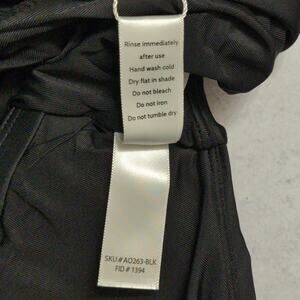 Rinse immediately
after use
Hand wash cold
Dry flat in shade
Do not bleach
Do not iron
Do not tumble dry
SKU # AO263-BLK
FID # 1394